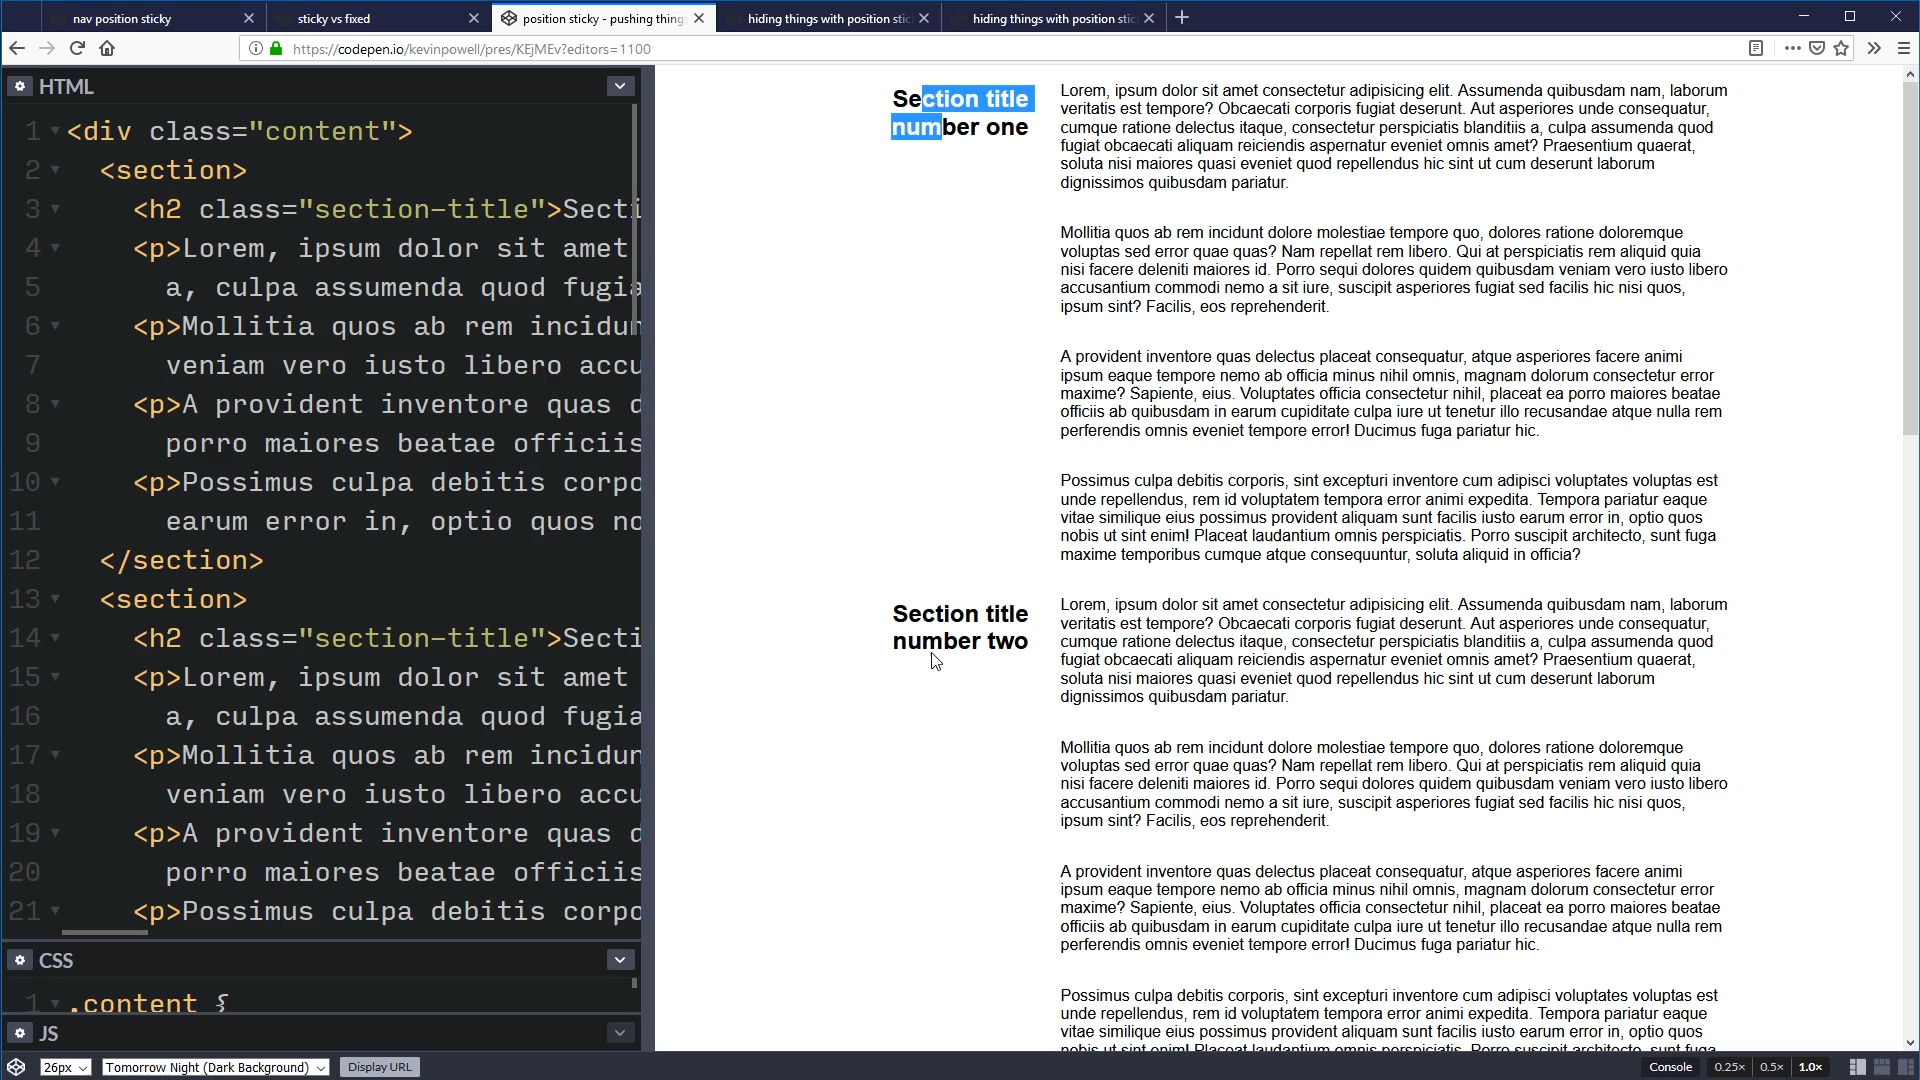 nav position sticky
sticky vs fixed
position sticky - pushing things
hiding things with position stic
hiding things with position stic
https://codepen.io/kevinpowell/pres/KEjMEv?editors=1100
HTML
1 <div class="content">
2 <section>
3 <h2 class="section-title">Secti
4 <p>Lorem, ipsum dolor sit amet
5 a, culpa assumenda quod fugia
6 <p>Mollitia quos ab rem incidun
7 veniam vero iusto libero accu
8 <p>A provident inventore quas d
9 porro maiores beatae officiis
10 <p>Possimus culpa debitis corpo
11 earum error in, optio quos no
12 </section>
13 <section>
14 <h2 class="section-title">Secti
15 <p>Lorem, ipsum dolor sit amet
16 a, culpa assumenda quod fugia
17 <p>Mollitia quos ab rem incidun
18 veniam vero iusto libero accu
19 <p>A provident inventore quas d
20 porro maiores beatae officiis
21 <p>Possimus culpa debitis corpo
CSS
1 .content {
JS
Section title
number one
Lorem, ipsum dolor sit amet consectetur adipisicing elit. Assumenda quibusdam nam, laborum
veritatis est tempore? Obcaecati corporis fugiat deserunt. Aut asperiores unde consequatur,
cumque ratione delectus itaque, consectetur perspiciatis blanditiis a, culpa assumenda quod
fugiat obcaecati aliquam reiciendis aspernatur eveniet omnis amet? Praesentium quaerat,
soluta nisi maiores quasi eveniet quod repellendus hic sint ut cum deserunt laborum
dignissimos quibusdam pariatur.
Mollitia quos ab rem incidunt dolore molestiae tempore quo, dolores ratione doloremque
voluptas sed error quae quas? Nam repellat rem libero. Qui at perspiciatis rem aliquid quia
nisi facere deleniti maiores id. Porro sequi dolores quidem quibusdam veniam vero iusto libero
accusantium commodi nemo a sit iure, suscipit asperiores fugiat sed facilis hic nisi quos,
ipsum sint? Facilis, eos reprehenderit.
A provident inventore quas delectus placeat consequatur, atque asperiores facere animi
ipsum eaque tempore nemo ab officia minus nihil omnis, magnam dolorum consectetur error
maxime? Sapiente, eius. Voluptates officia consectetur nihil, placeat ea porro maiores beatae
officiis ab quibusdam in earum cupiditate culpa iure ut tenetur illo recusandae atque nulla rem
perferendis omnis eveniet tempore error! Ducimus fuga pariatur hic.
Possimus culpa debitis corporis, sint excepturi inventore cum adipisci voluptates voluptas est
unde repellendus, rem id voluptatem tempora error animi expedita. Tempora pariatur eaque
vitae similique eius possimus provident aliquam sunt facilis iusto earum error in, optio quos
nobis ut sint enim! Placeat laudantium omnis perspiciatis. Porro suscipit architecto, sunt fuga
maxime temporibus cumque atque consequuntur, soluta aliquid in officia?
Section title
number two
Lorem, ipsum dolor sit amet consectetur adipisicing elit. Assumenda quibusdam nam, laborum
veritatis est tempore? Obcaecati corporis fugiat deserunt. Aut asperiores unde consequatur,
cumque ratione delectus itaque, consectetur perspiciatis blanditiis a, culpa assumenda quod
fugiat obcaecati aliquam reiciendis aspernatur eveniet omnis amet? Praesentium quaerat,
soluta nisi maiores quasi eveniet quod repellendus hic sint ut cum deserunt laborum
dignissimos quibusdam pariatur.
Mollitia quos ab rem incidunt dolore molestiae tempore quo, dolores ratione doloremque
voluptas sed error quae quas? Nam repellat rem libero. Qui at perspiciatis rem aliquid quia
nisi facere deleniti maiores id. Porro sequi dolores quidem quibusdam veniam vero iusto libero
accusantium commodi nemo a sit iure, suscipit asperiores fugiat sed facilis hic nisi quos,
ipsum sint? Facilis, eos reprehenderit.
A provident inventore quas delectus placeat consequatur, atque asperiores facere animi
ipsum eaque tempore nemo ab officia minus nihil omnis, magnam dolorum consectetur error
maxime? Sapiente, eius. Voluptates officia consectetur nihil, placeat ea porro maiores beatae
officiis ab quibusdam in earum cupiditate culpa iure ut tenetur illo recusandae atque nulla rem
perferendis omnis eveniet tempore error! Ducimus fuga pariatur hic.
Possimus culpa debitis corporis, sint excepturi inventore cum adipisci voluptates voluptas est
unde repellendus, rem id voluptatem tempora error animi expedita. Tempora pariatur eaque
vitae similique eius possimus provident aliquam sunt facilis iusto earum error in, optio quos
nobis ut sint enim! Placeat laudantium omnis perspiciatis. Porro suscipit architecto, sunt fuga
26px
Tomorrow Night (Dark Background)
Display URL
Console
0.25×
0.5×
1.0×